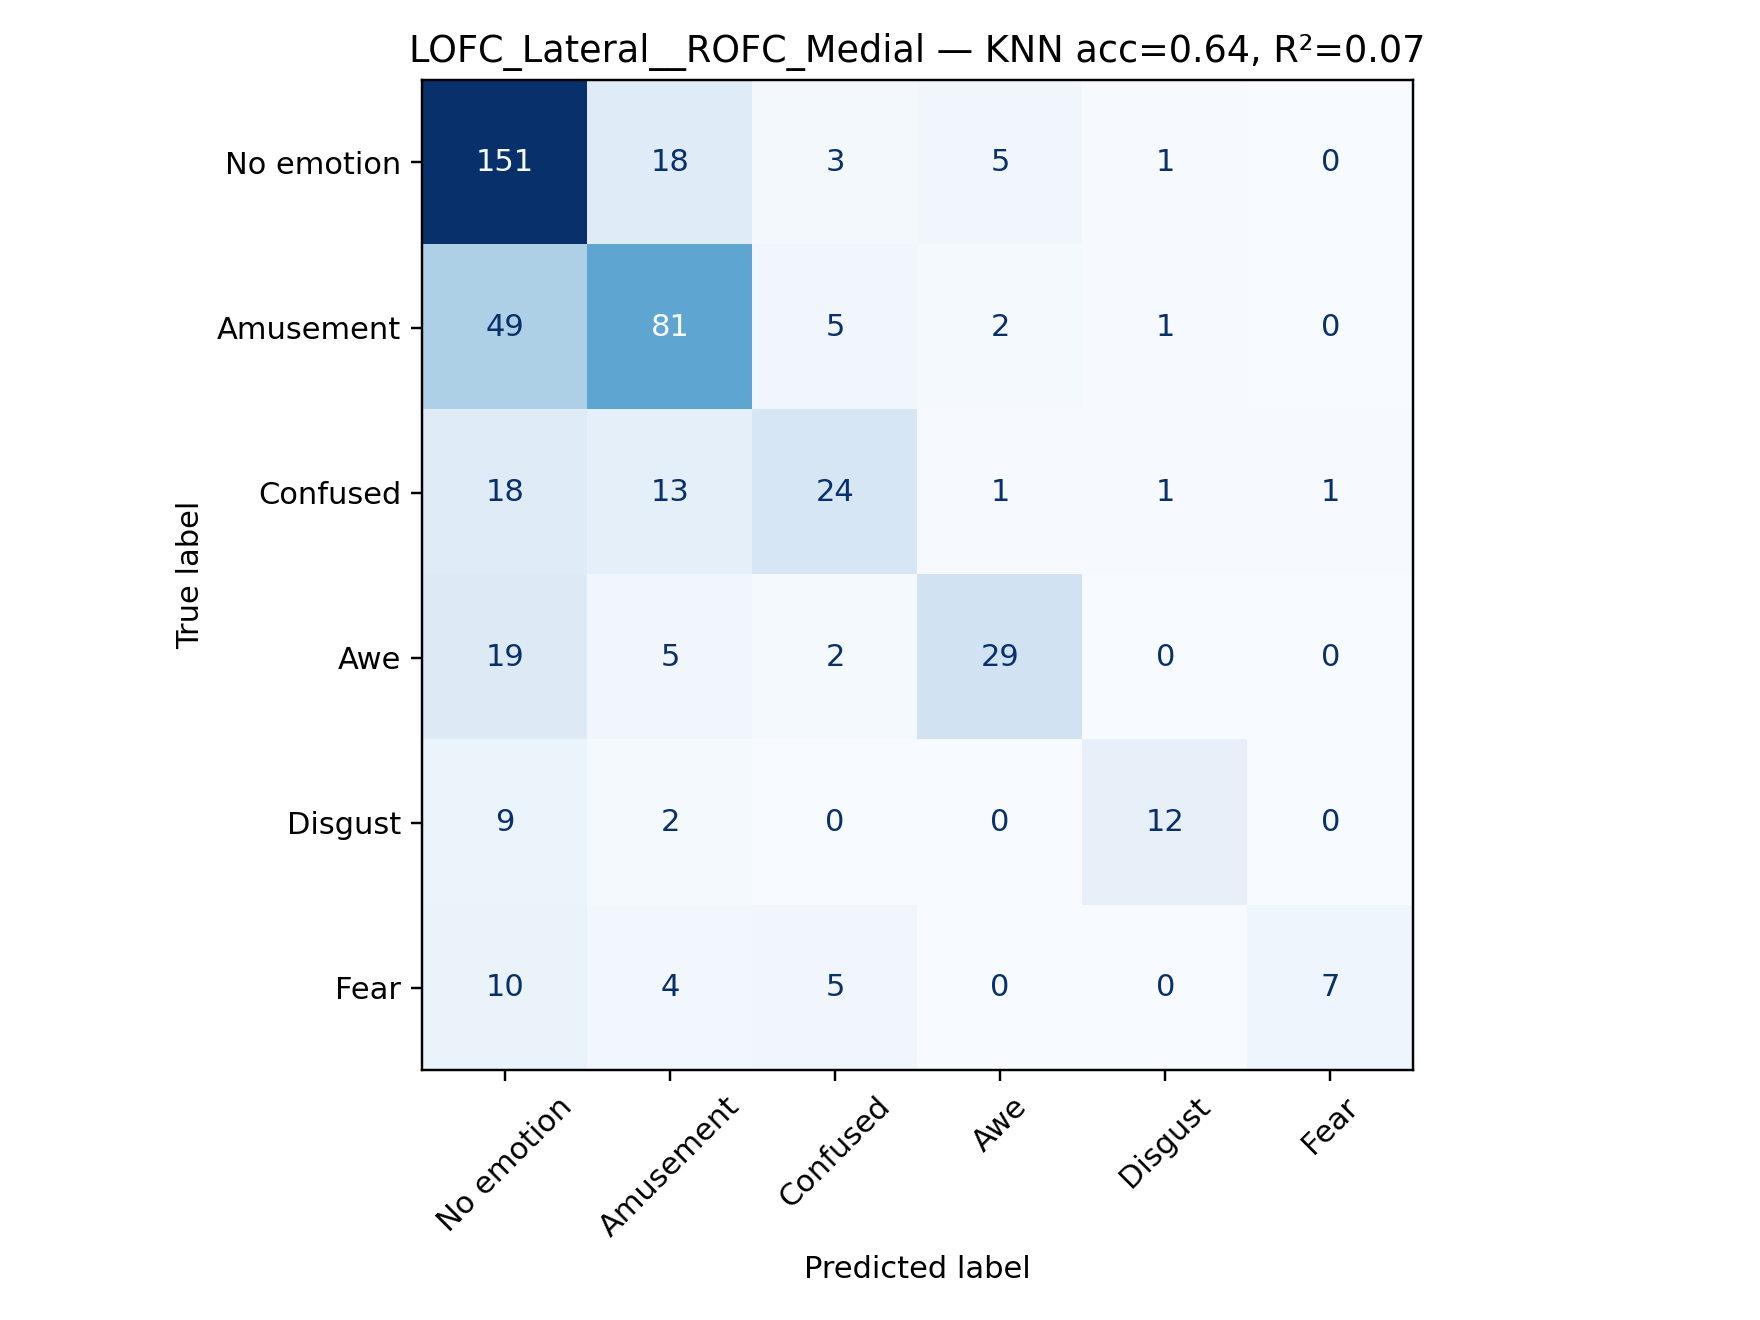 LOFC_Lateral__ROFC_Medial — KNN acc=0.64, R²=0.07
No emotion 151 18 3 5 1 0
Amusement 49 81 5 2 1 0
Confused 18 13 24 1 1 1
Awe 19 5 2 29 0 0
Disgust 9 2 0 0 12 0
Fear 10 4 5 0 0 7
True label
No emotion Amusement Confused Awe Disgust Fear
Predicted label